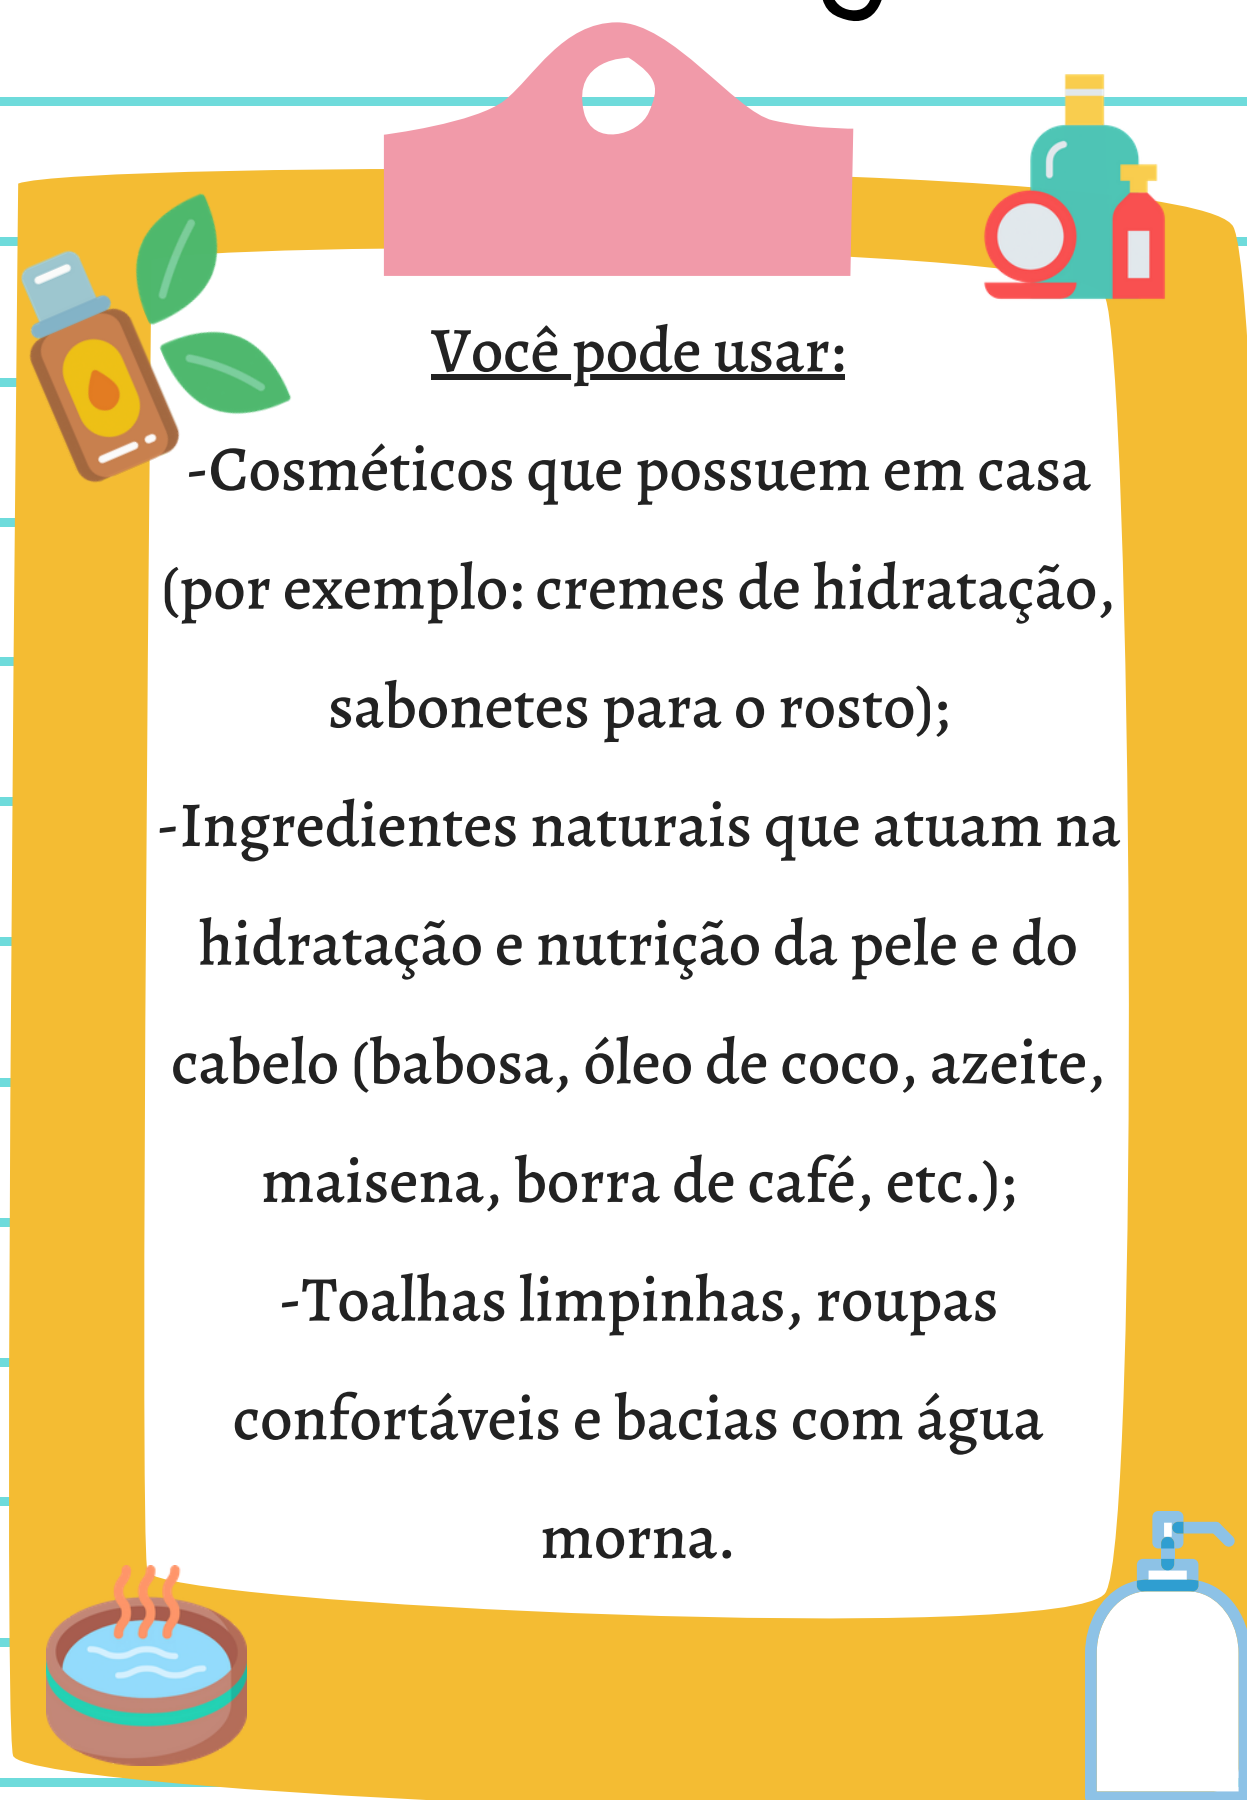 Você pode usar:
-Cosméticos que possuem em casa
(por exemplo: cremes de hidratação,
sabonetes para o rosto);
-Ingredientes naturais que atuam na
hidratação e nutrição da pele e do
cabelo (babosa, óleo de coco, azeite,
maisena, borra de café, etc.);
-Toalhas limpinhas, roupas
confortáveis e bacias com água
morna.